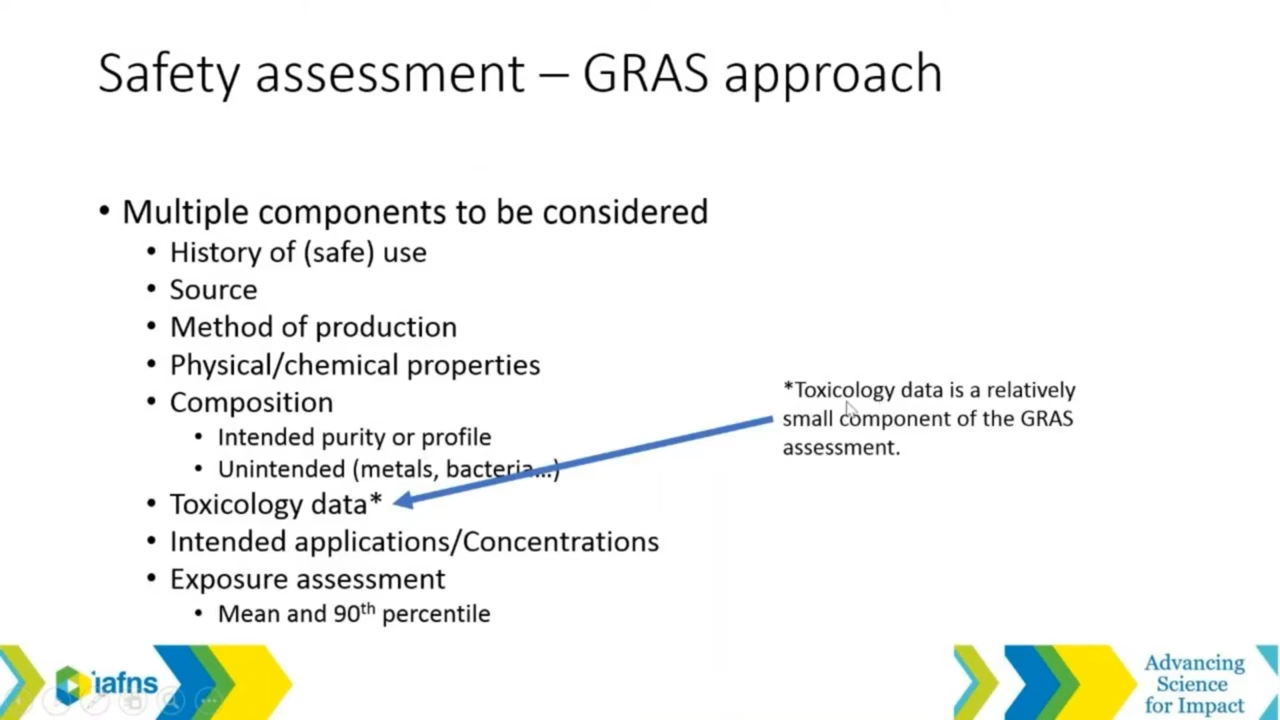 Safety assessment – GRAS approach
• Multiple components to be considered
• History of (safe) use
• Source
• Method of production
• Physical/chemical properties
• Composition
• Intended purity or profile
• Unintended (metals, bacteria...)
• Toxicology data*
• Intended applications/Concentrations
• Exposure assessment
• Mean and 90th percentile
*Toxicology data is a relatively
small component of the GRAS
assessment.
iafns
Advancing
Science
for Impact